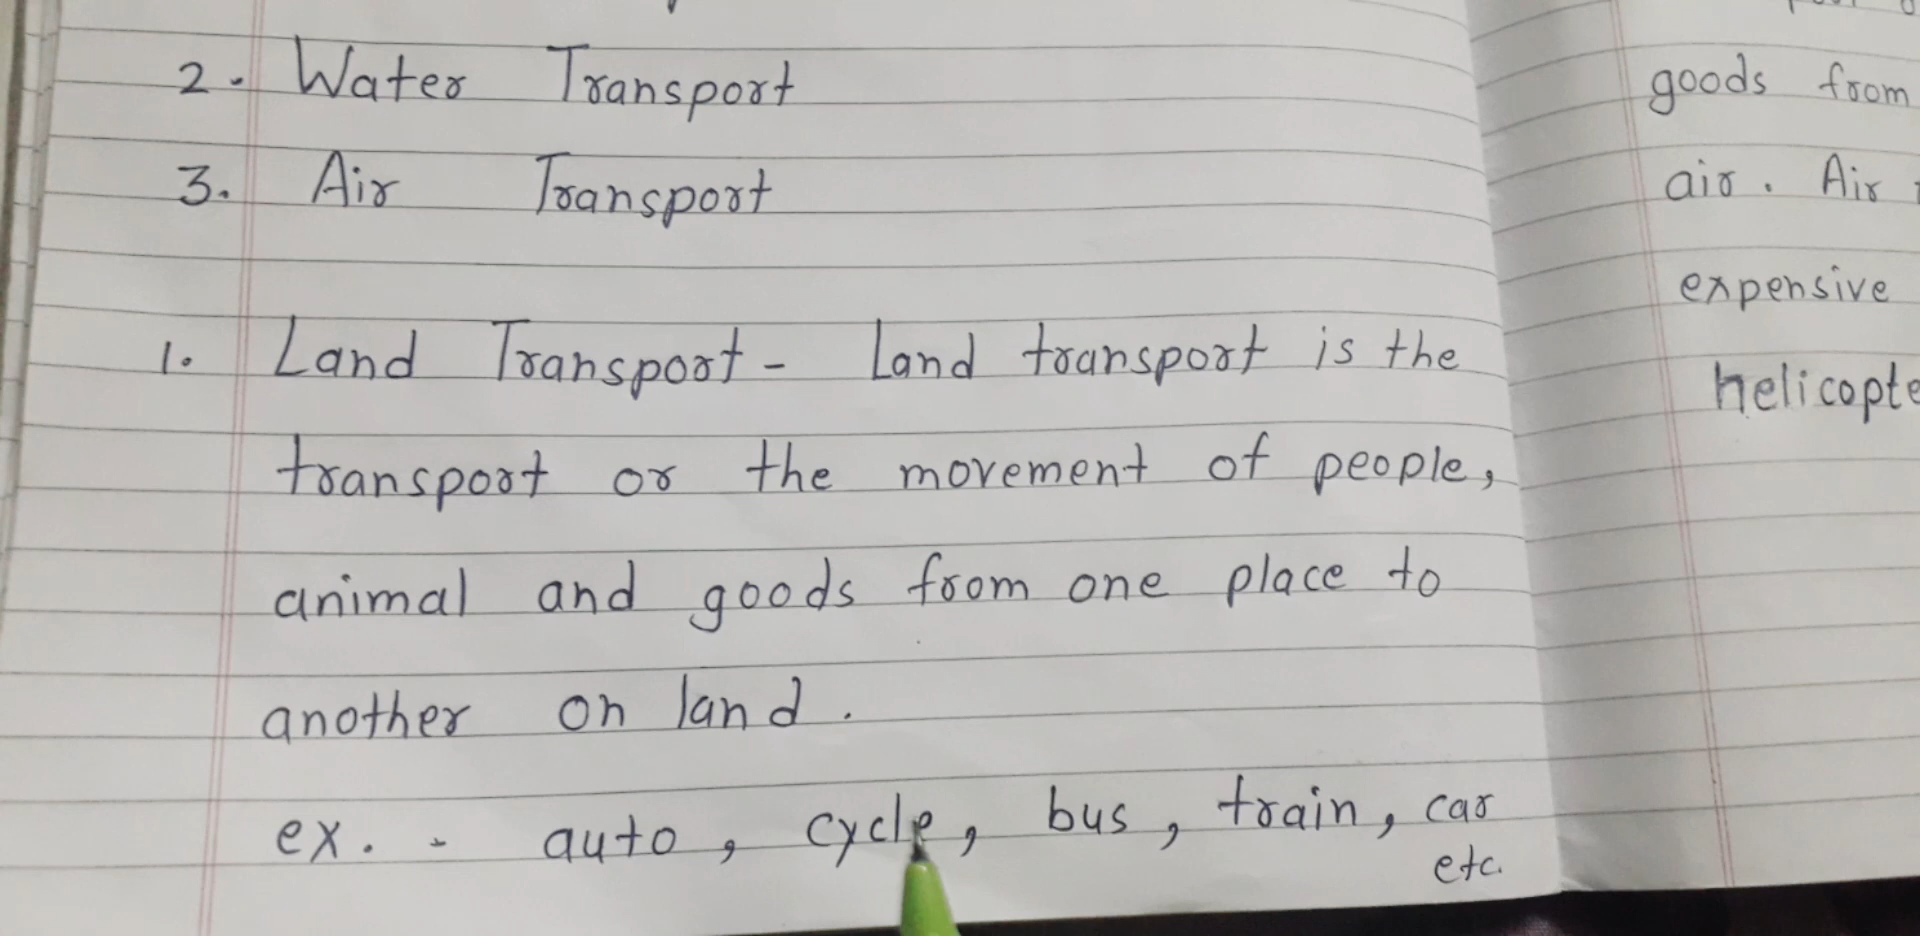 2. Water Transport
3. Air Transport
1. Land Transport - Land transport is the
transport or the movement of people,
animal and goods from one place to
another on land.
ex. - auto, cycle, bus, train, car
etc.
goods from
air. Air
expensive
helicopte